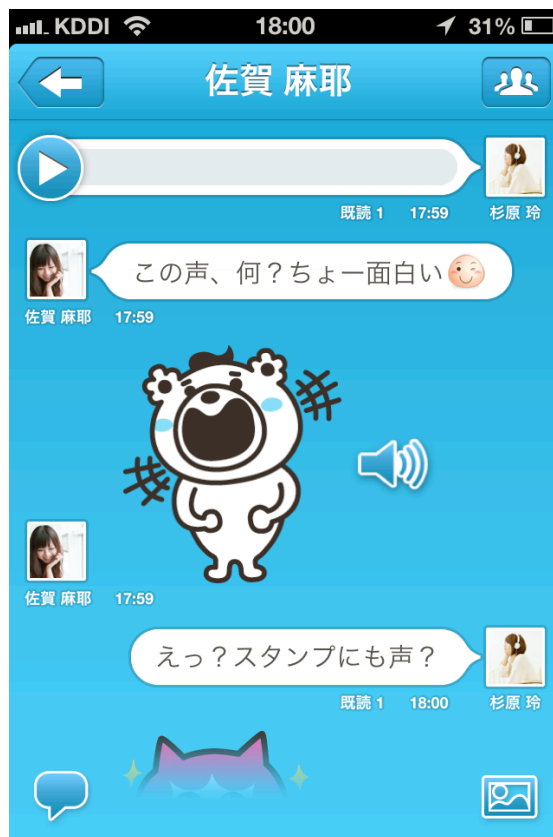 KDDI 18:00 31%
佐賀 麻耶
既読 1 17:59 杉原 玲
この声、何？ちょー面白い
佐賀 麻耶 17:59
佐賀 麻耶 17:59
えっ？スタンプにも声？
既読 1 18:00 杉原 玲